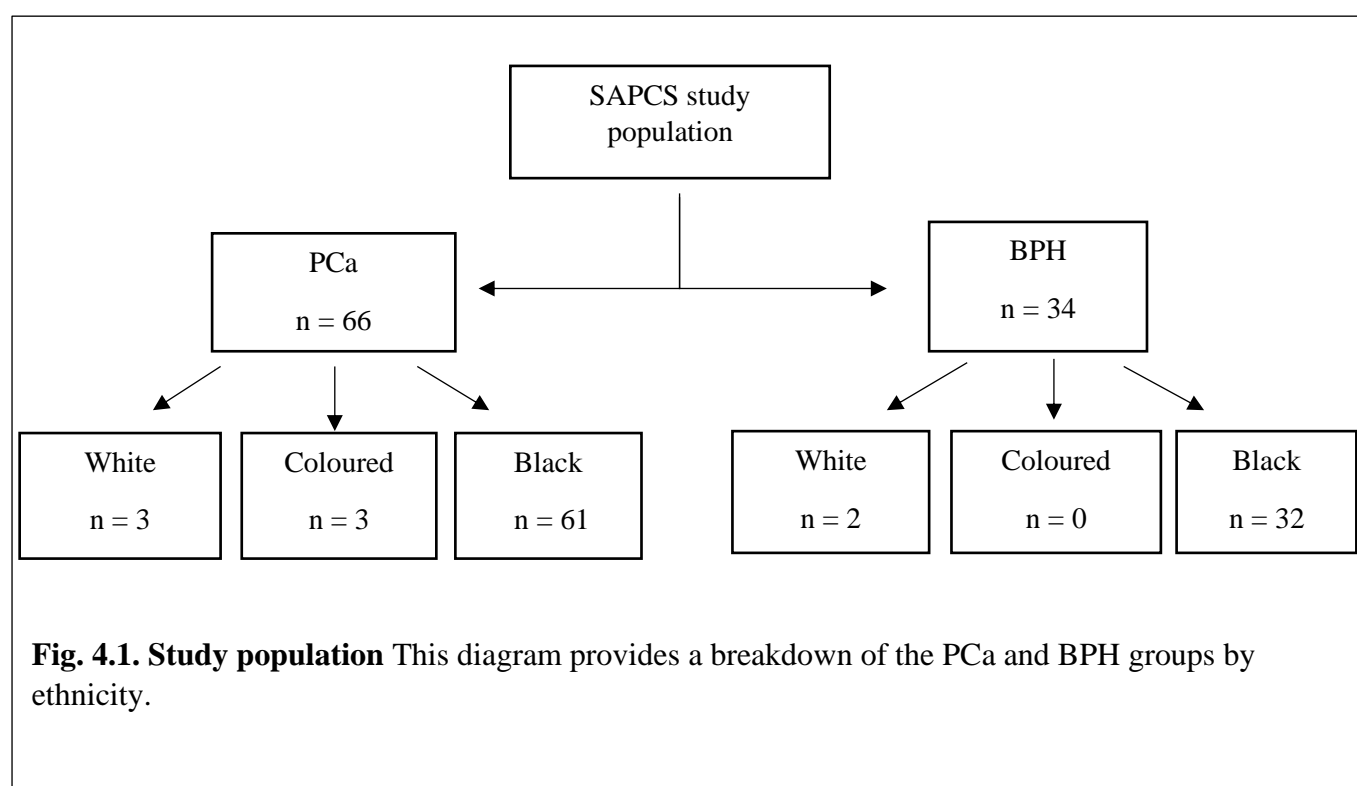 SAPCS study
population
PCa
n = 66
BPH
n = 34
White
n = 3
Coloured
n = 3
Black
n = 61
White
n = 2
Coloured
n = 0
Black
n = 32
Fig. 4.1. Study population This diagram provides a breakdown of the PCa and BPH groups by
ethnicity.